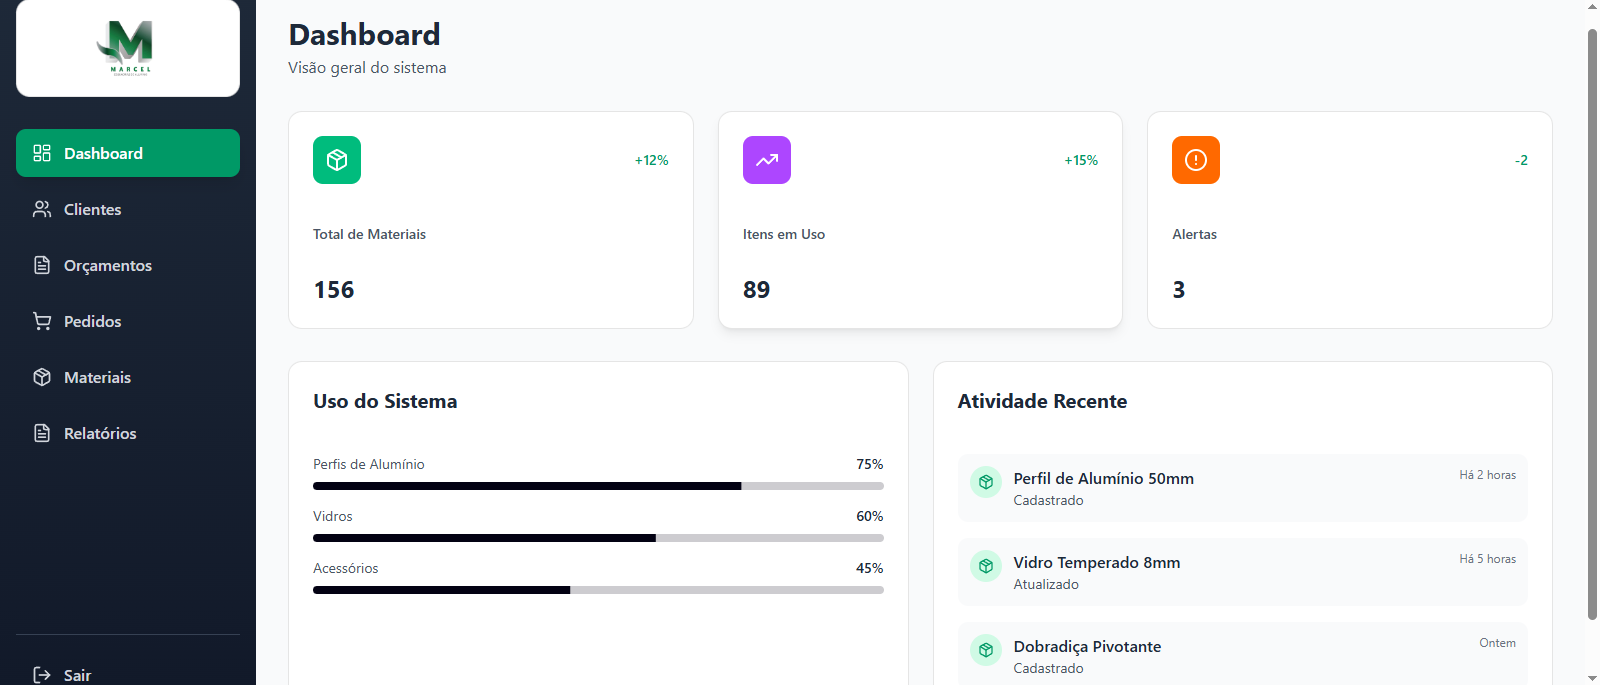 MARCEL
Dashboard
Clientes
Orçamentos
Pedidos
Materiais
Relatórios
Sair
Dashboard
Visão geral do sistema
+12%
Total de Materiais
156
+15%
Itens em Uso
89
-2
Alertas
3
Uso do Sistema
Perfis de Alumínio 75%
Vidros 60%
Acessórios 45%
Atividade Recente
Perfil de Alumínio 50mm Há 2 horas
Cadastrado
Vidro Temperado 8mm Há 5 horas
Atualizado
Dobradiça Pivotante Ontem
Cadastrado